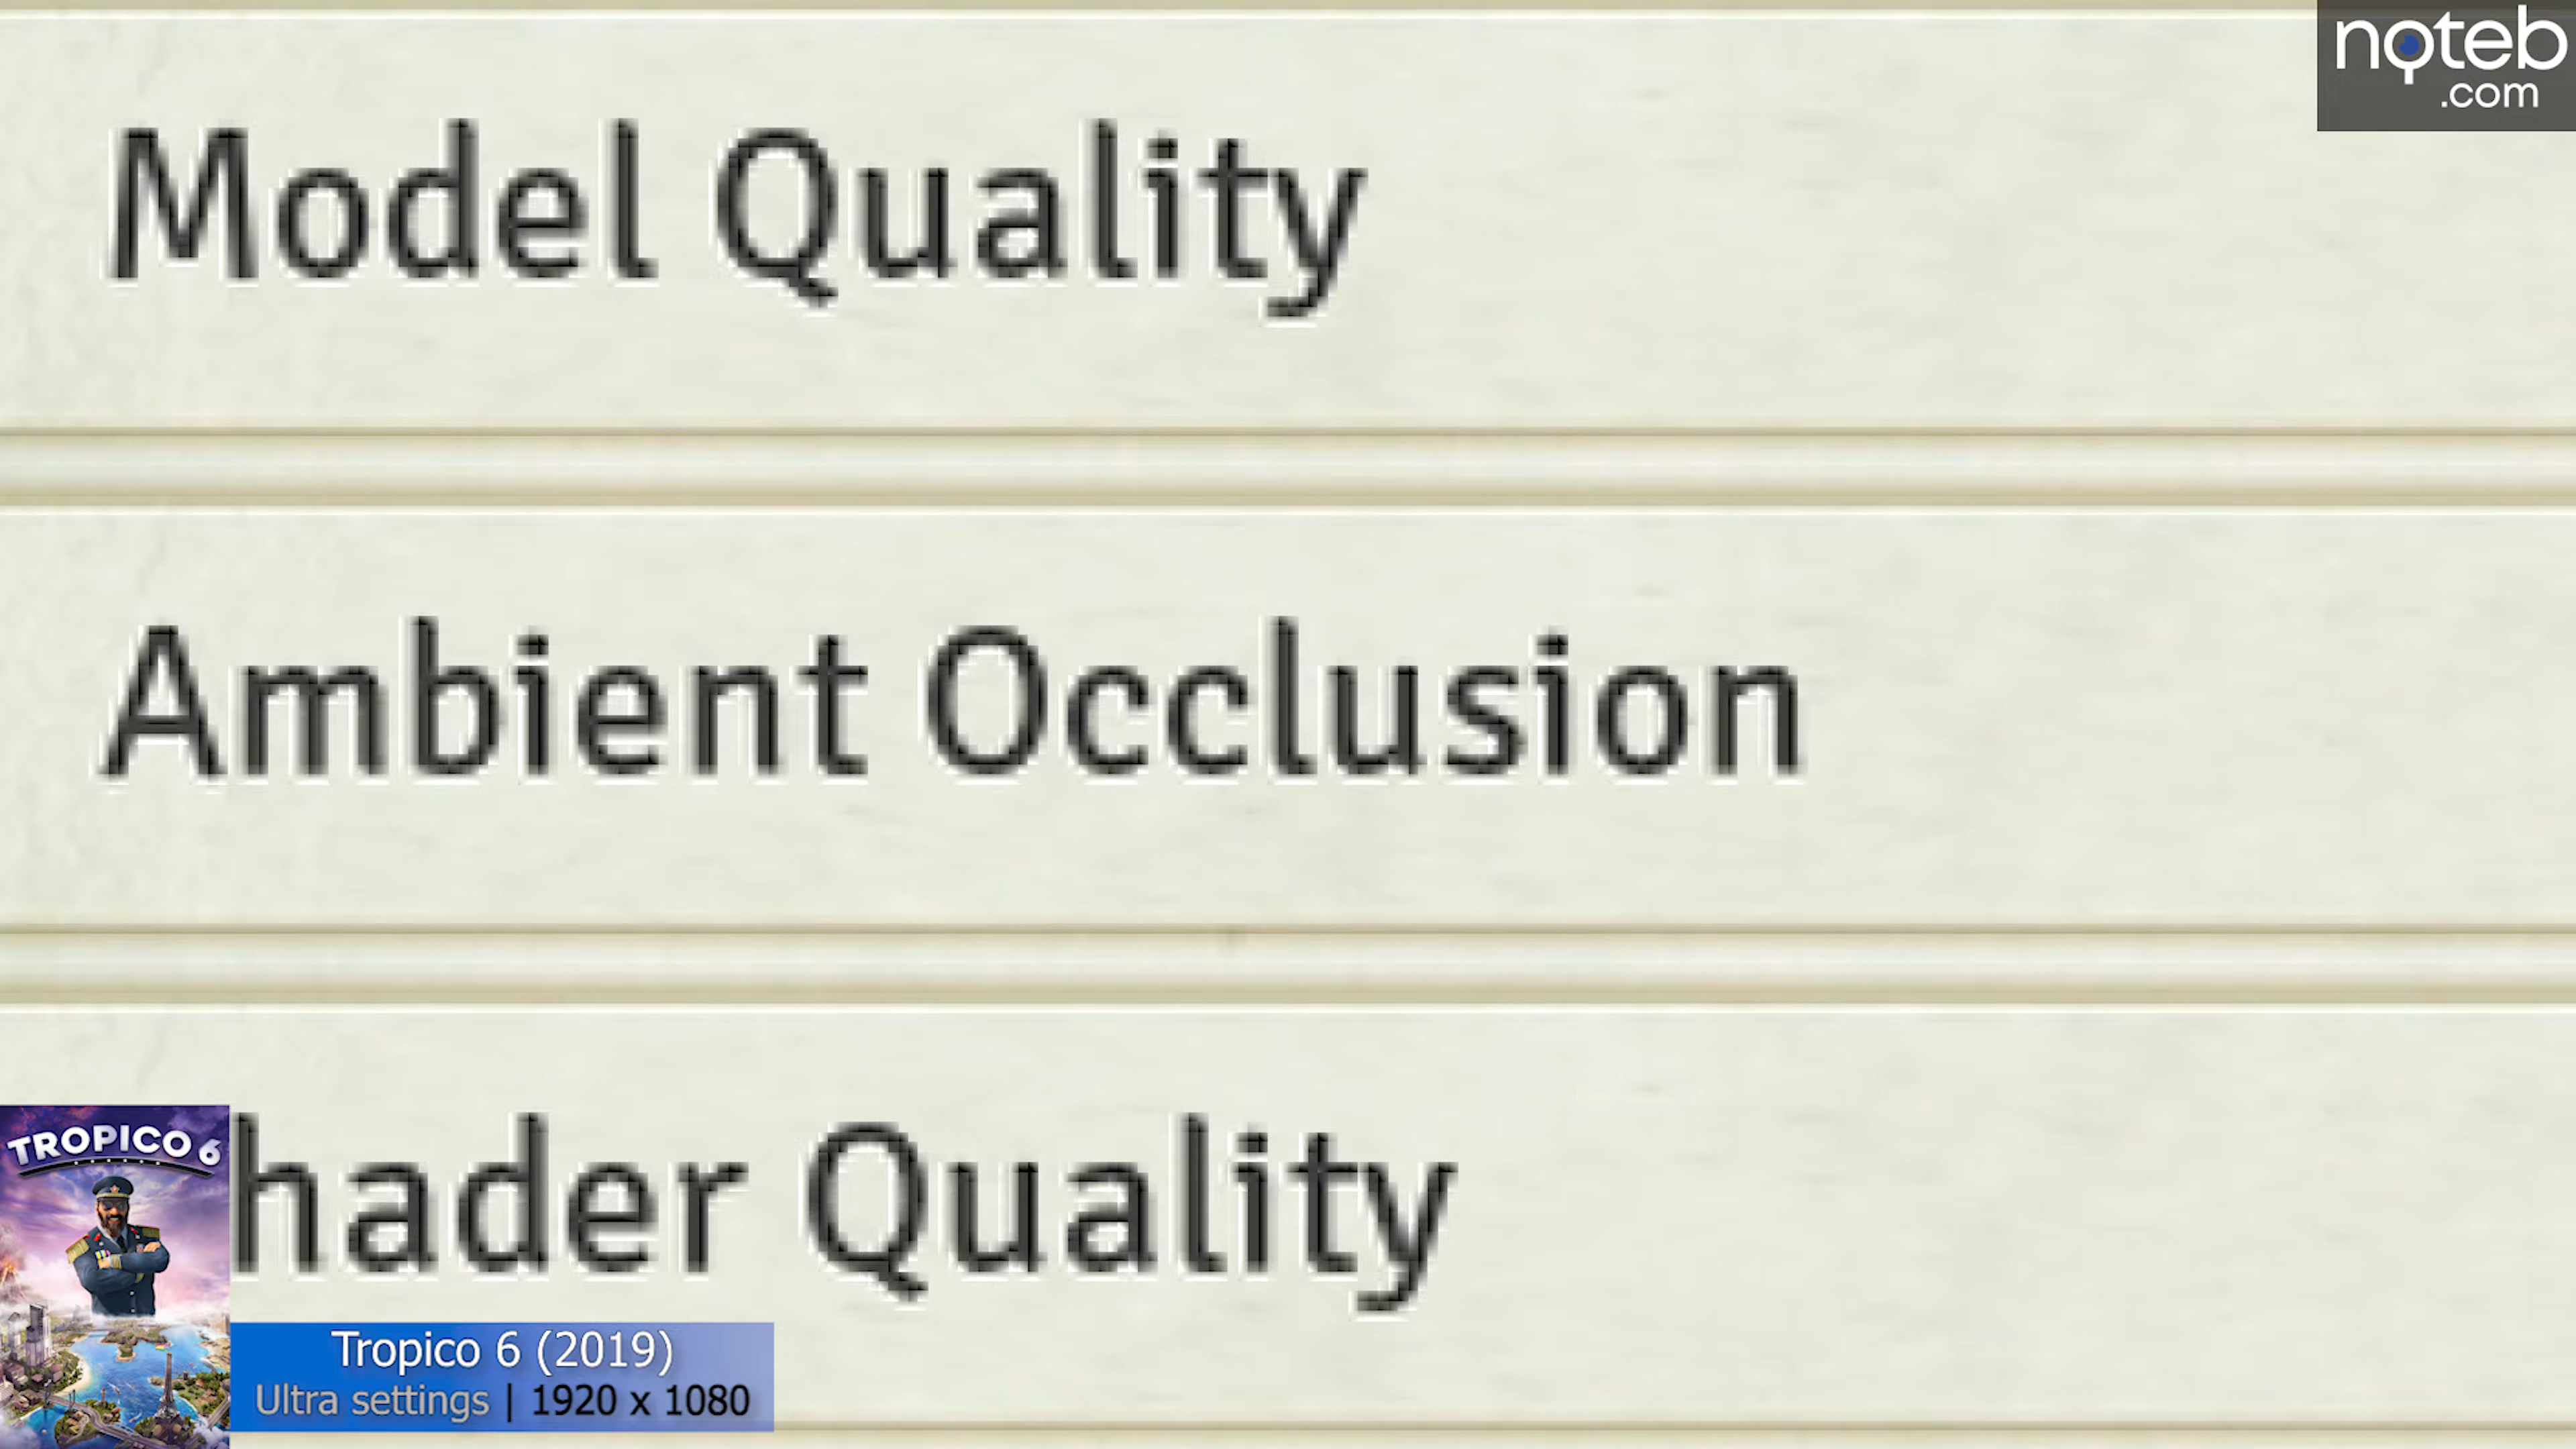 noteb
.com
Model Quality
Ambient Occlusion
hader Quality
TROPICO 6
Tropico 6 (2019)
Ultra settings | 1920 x 1080